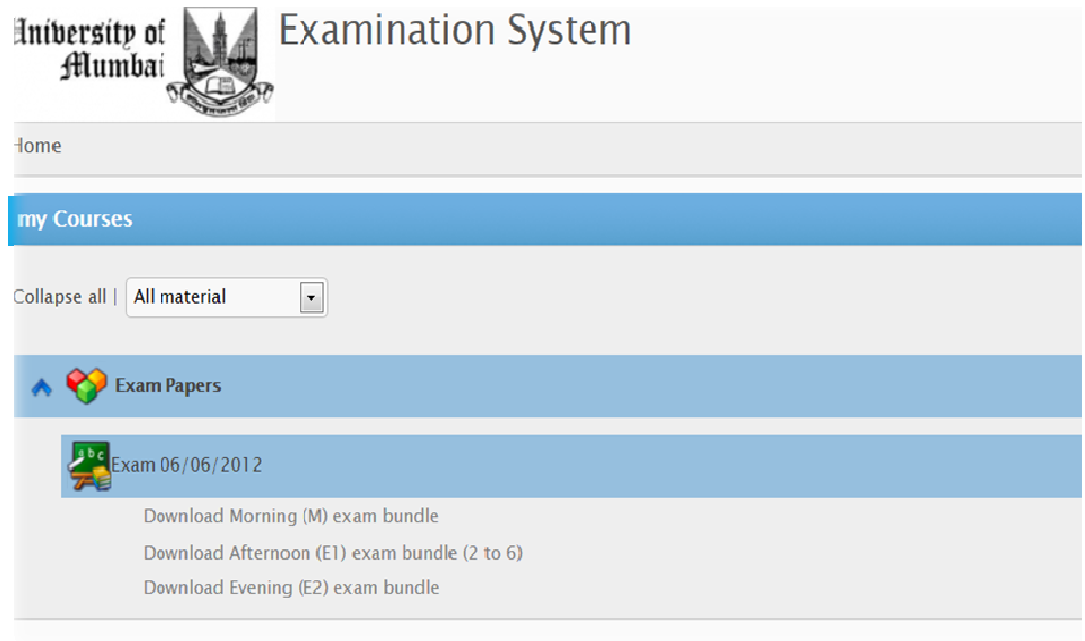 University of
Mumbai
Examination System
Home
my Courses
Collapse all | All material
Exam Papers
abc
Exam 06/06/2012
Download Morning (M) exam bundle
Download Afternoon (E1) exam bundle (2 to 6)
Download Evening (E2) exam bundle